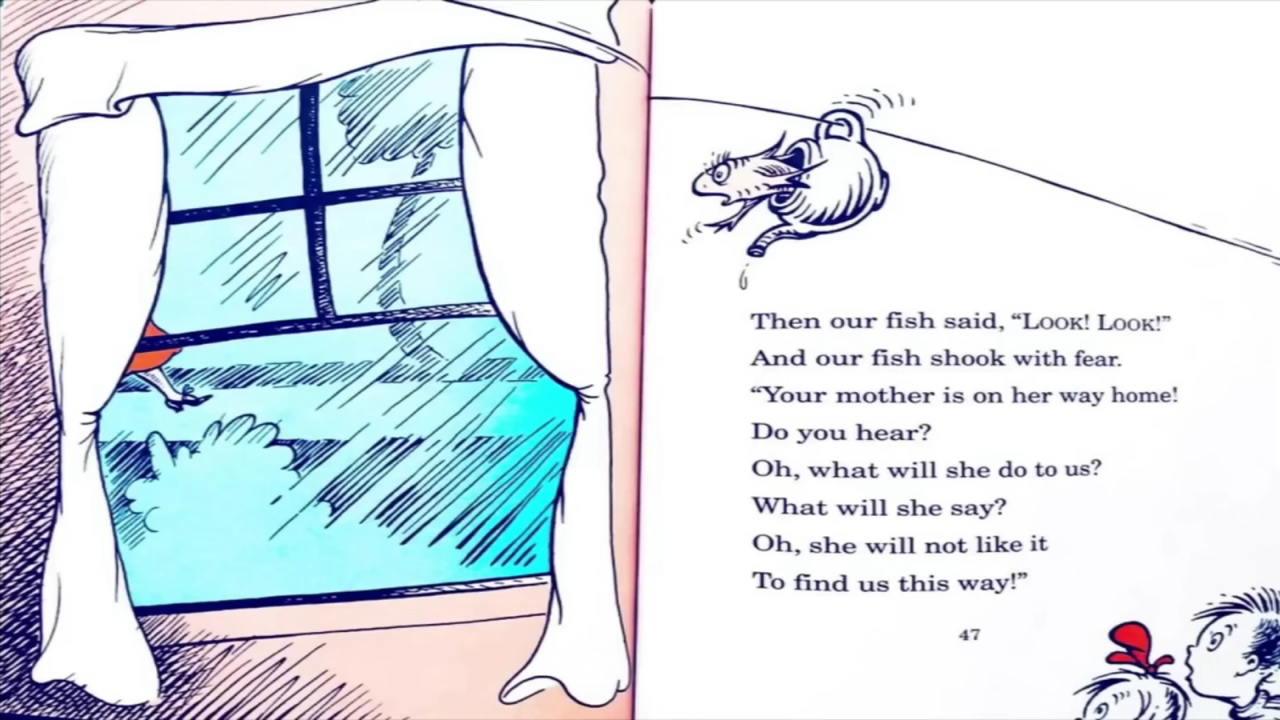 Then our fish said, “LOOK! LOOK!”
And our fish shook with fear.
“Your mother is on her way home!
Do you hear?
Oh, what will she do to us?
What will she say?
Oh, she will not like it
To find us this way!”
47